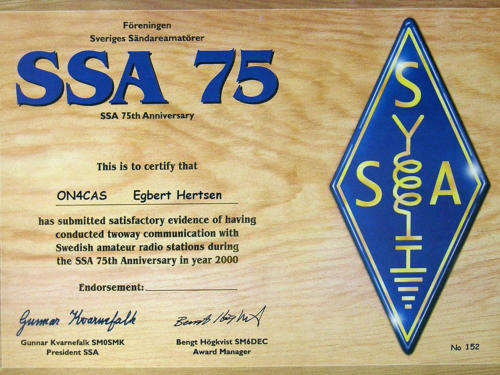 Föreningen
Sveriges Sändareamatörer
SSA 75
SSA 75th Anniversary
This is to certify that
ON4CAS Egbert Hertsen
has submitted satisfactory evidence of having
conducted twoway communication with
Swedish amateur radio stations during
the SSA 75th Anniversary in year 2000
Endorsement:
Gunnar Kvarnefalk
Bengt Högkvist
Gunnar Kvarnefalk SM0SMK
President SSA
Bengt Högkvist SM6DEC
Award Manager
S
S A
No 152